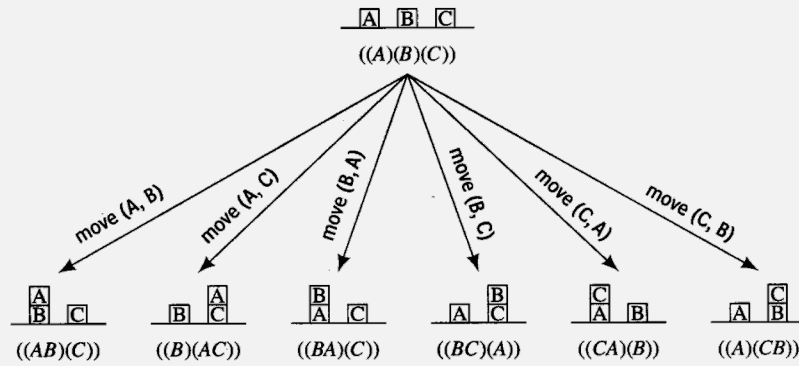 A B C
((A)(B)(C))
move (A, B)
move (A, C)
move (B, A)
move (B, C)
move (C, A)
move (C, B)
A
B C
A
B C
B
A C
B
A C
C
A B
C
A B
((AB)(C))
((B)(AC))
((BA)(C))
((BC)(A))
((CA)(B))
((A)(CB))